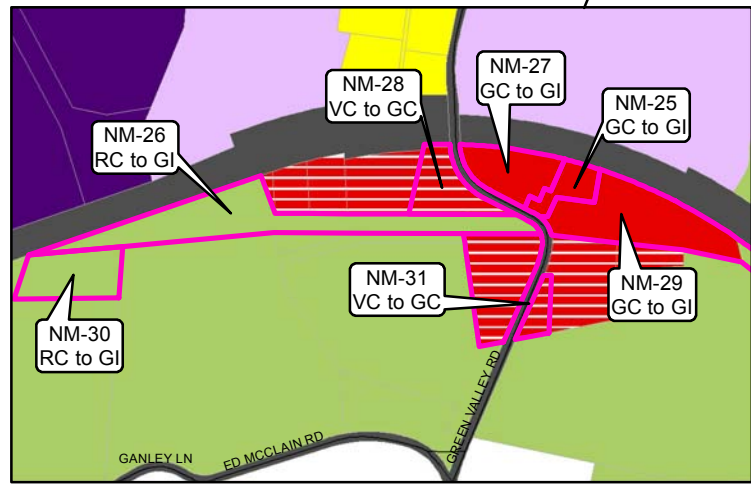 NM-27
GC to GI
NM-28
VC to GC
NM-25
GC to GI
NM-26
RC to GI
NM-31
VC to GC
NM-29
GC to GI
NM-30
RC to GI
GREEN VALLEY RD
ED MCCLAIN RD
GANLEY LN